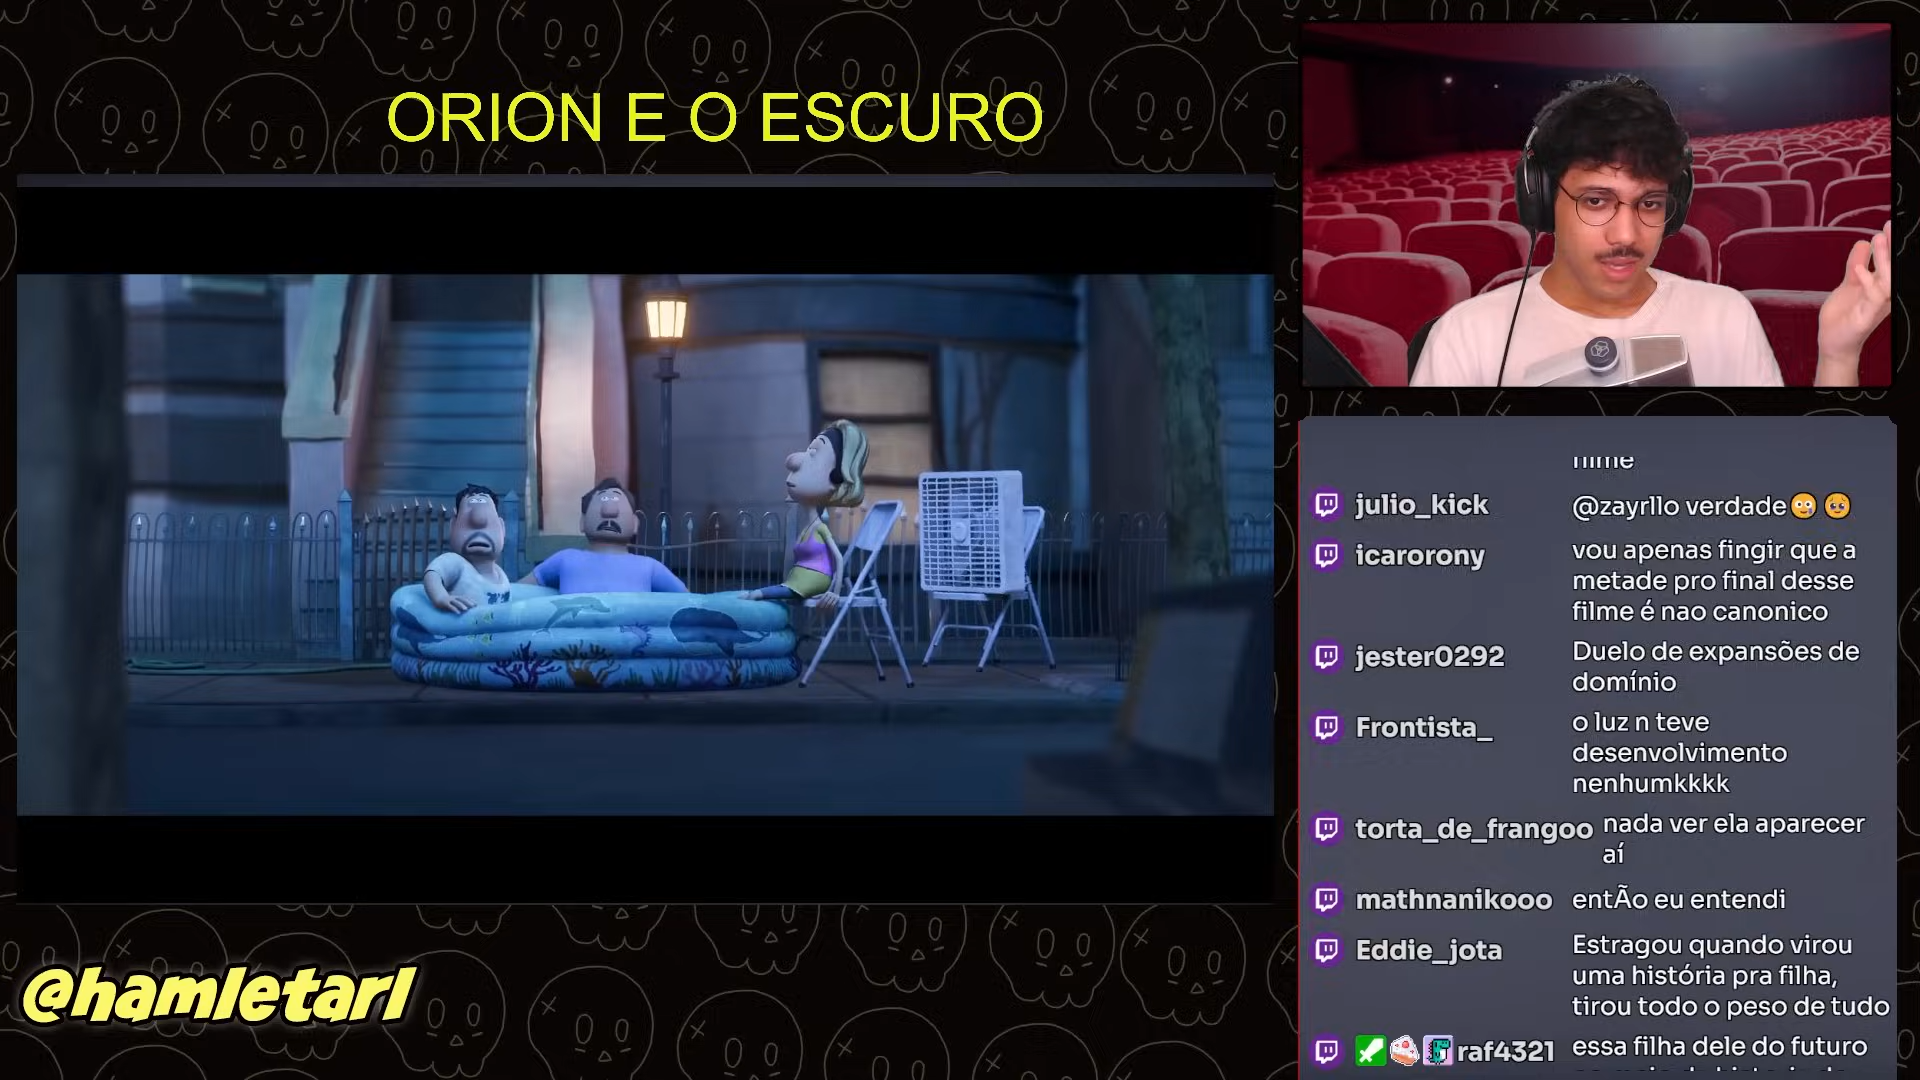 ORION E O ESCURO
@hamletarl
filme
julio_kick
@zayrllo verdade
icarorony
vou apenas fingir que a
metade pro final desse
filme é nao canonico
jester0292
Duelo de expansões de
domínio
Frontista_
o luz n teve
desenvolvimento
nenhumkkkk
torta_de_frangoo
nada ver ela aparecer
aí
mathnanikooo
entÃo eu entendi
Eddie_jota
Estragou quando virou
uma história pra filha,
tirou todo o peso de tudo
raf4321
essa filha dele do futuro